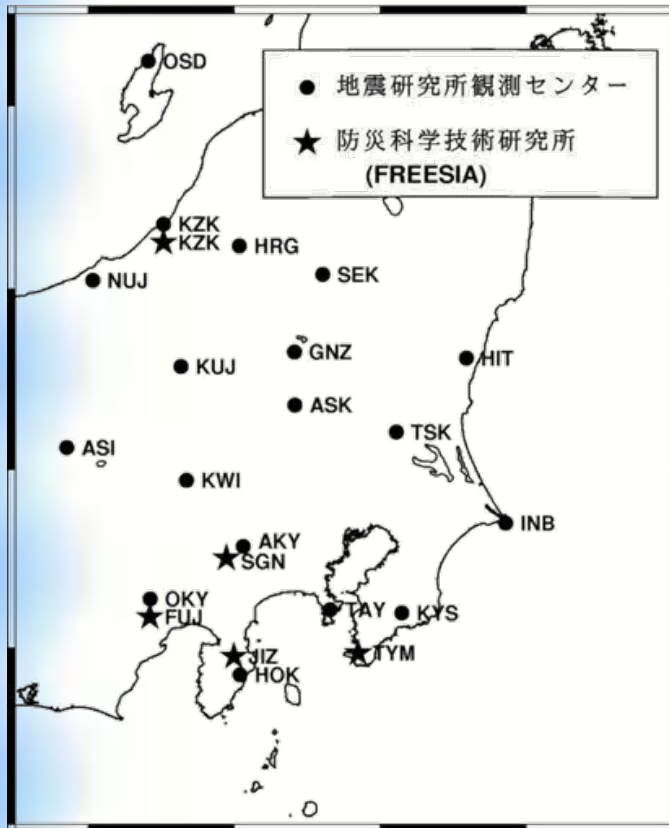 OSD
地震研究所観測センター
防災科学技術研究所
(FREESIA)
KZK
KZK
HRG
SEK
NUJ
GNZ
HIT
KUJ
ASK
TSK
ASI
KWI
INB
AKY
SGN
OKY
FUJ
TAY
KYS
JIZ
TYM
HOK